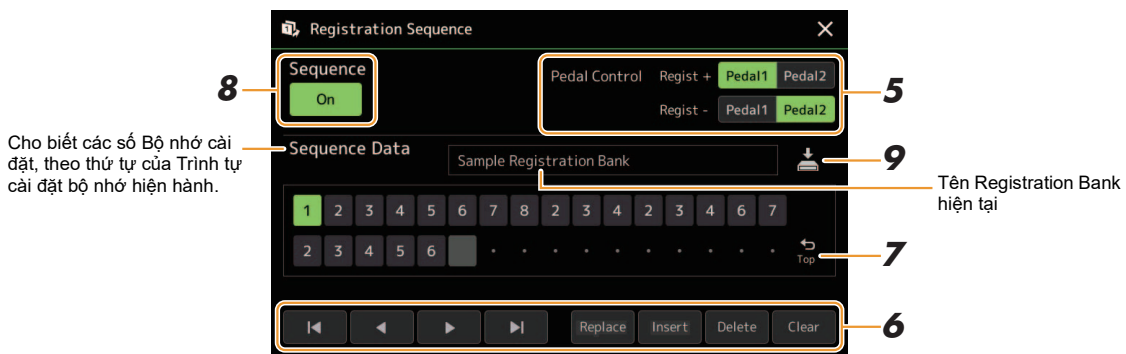 Registration Sequence
Sequence
On
Pedal Control Regist + Pedal1 Pedal2
Regist - Pedal1 Pedal2
8
5
Cho biết các số Bộ nhớ cài
đặt, theo thứ tự của Trình tự
cài đặt bộ nhớ hiện hành.
Sequence Data
Sample Registration Bank
9
Tên Registration Bank
hiện tại
1 2 3 4 5 6 7 8 2 3 4 2 3 4 6 7
2 3 4 5 6
Top
7
Replace Insert Delete Clear
6